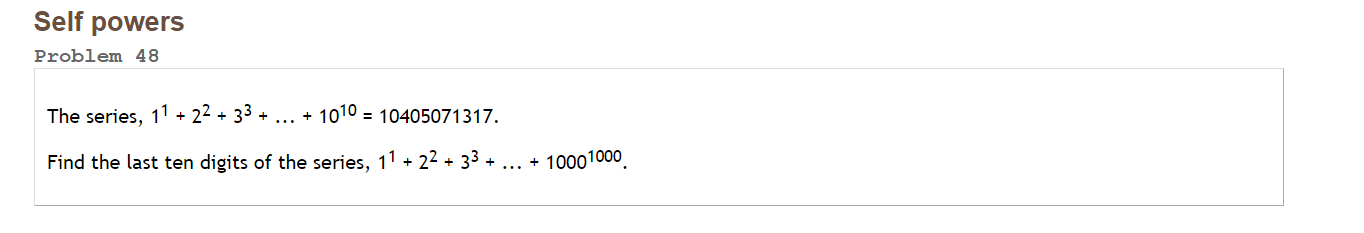 Self powers
Problem 48
The series, 1¹ + 2² + 3³ + ... + 10¹⁰ = 10405071317.
Find the last ten digits of the series, 1¹ + 2² + 3³ + ... + 1000¹⁰⁰⁰.